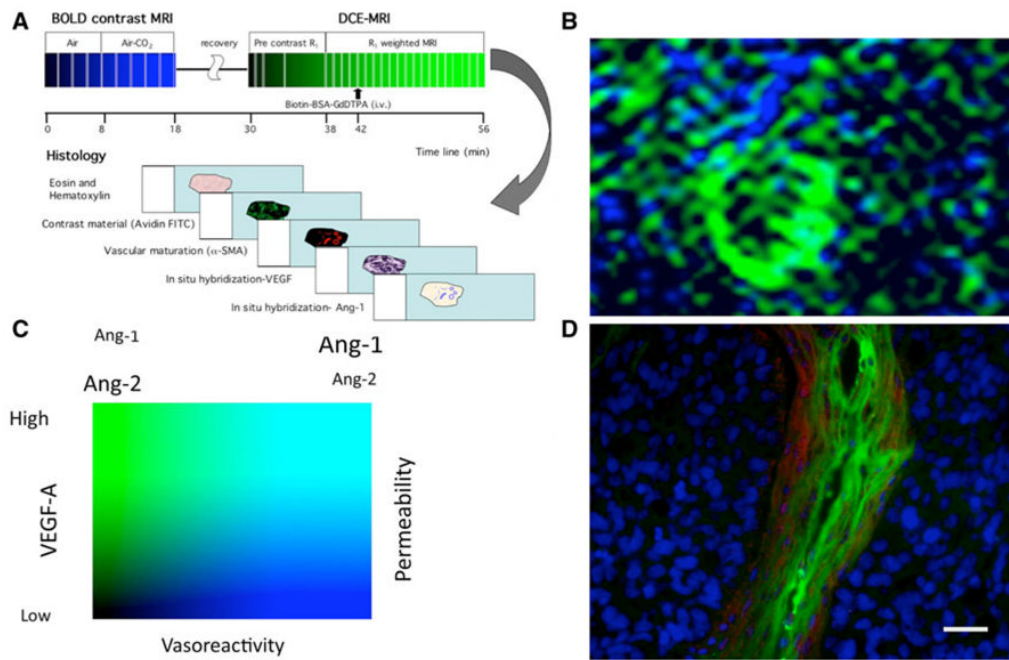 A
BOLD contrast MRI
DCE-MRI
Air
Air-CO₂
recovery
Pre contrast R₁
R₁ weighted MRI
Biotin-BSA-GdDTPA (i.v.)
0 8 18 30 38 42 56
Time line (min)
Histology
Eosin and
Hematoxylin
Contrast material (Avidin FITC)
Vascular maturation (α-SMA)
In situ hybridization-VEGF
In situ hybridization- Ang-1
B
C
Ang-1
Ang-1
Ang-2
Ang-2
High
VEGF-A
Low
Permeability
Vasoreactivity
D